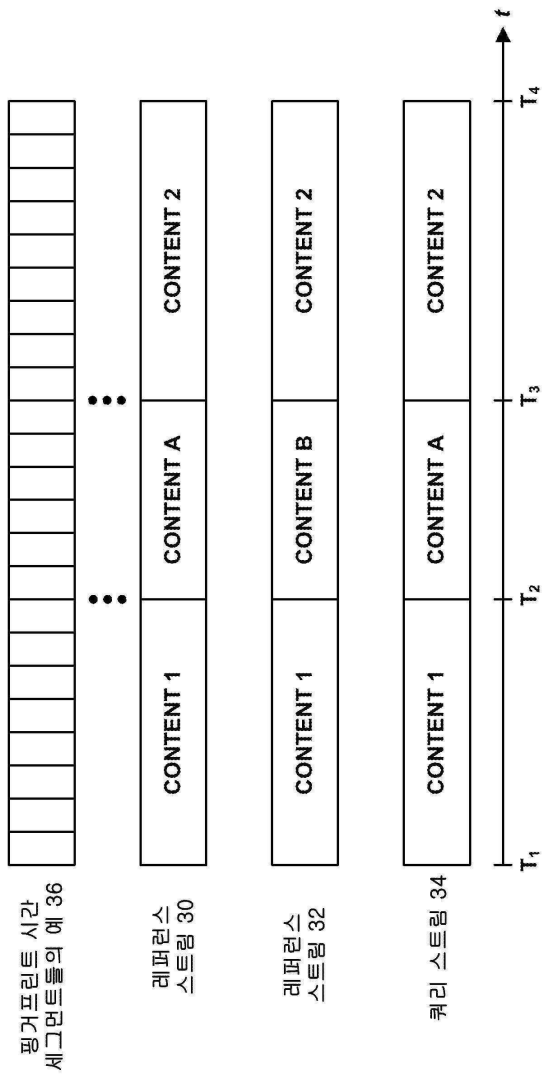 핑거프린트 시간
세그먼트들의 예 36
레퍼런스
스트림 30
CONTENT 1
CONTENT A
CONTENT 2
레퍼런스
스트림 32
CONTENT 1
CONTENT B
CONTENT 2
쿼리 스트림 34
CONTENT 1
CONTENT A
CONTENT 2
T1
T2
T3
T4
t